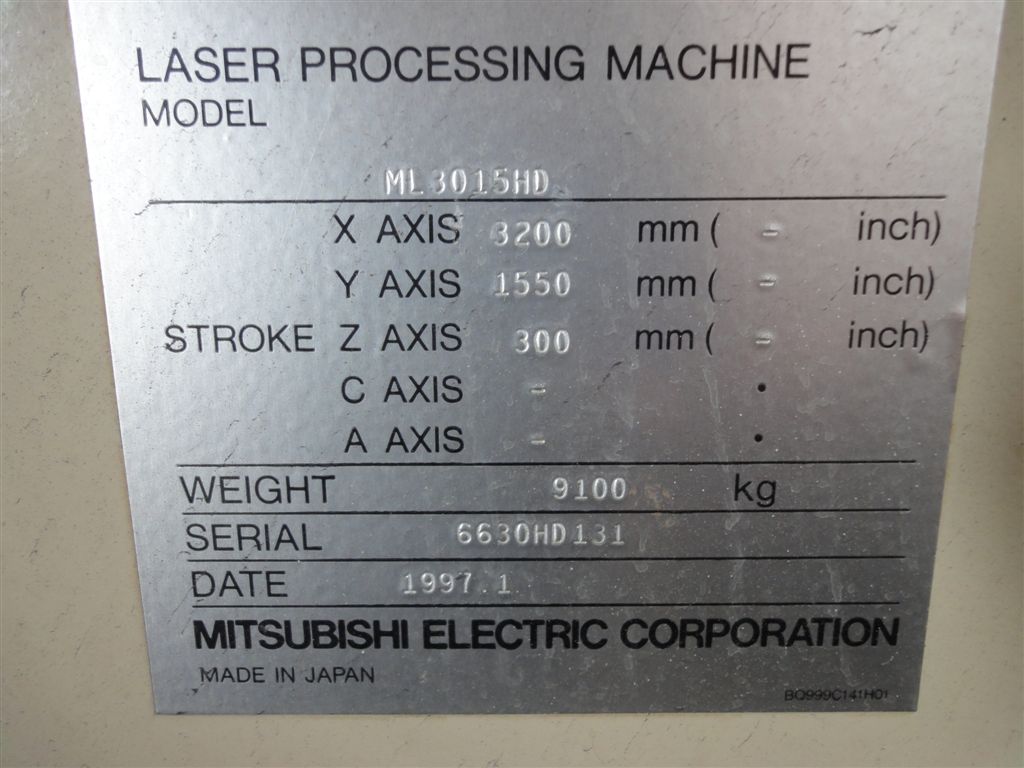 LASER PROCESSING MACHINE
MODEL
ML3015HD
X AXIS 3200 mm ( - inch)
Y AXIS 1550 mm ( - inch)
STROKE Z AXIS 300 mm ( - inch)
C AXIS - •
A AXIS - •
WEIGHT 9100 kg
SERIAL 6630HD131
DATE 1997.1
MITSUBISHI ELECTRIC CORPORATION
MADE IN JAPAN
BQ999C141H01